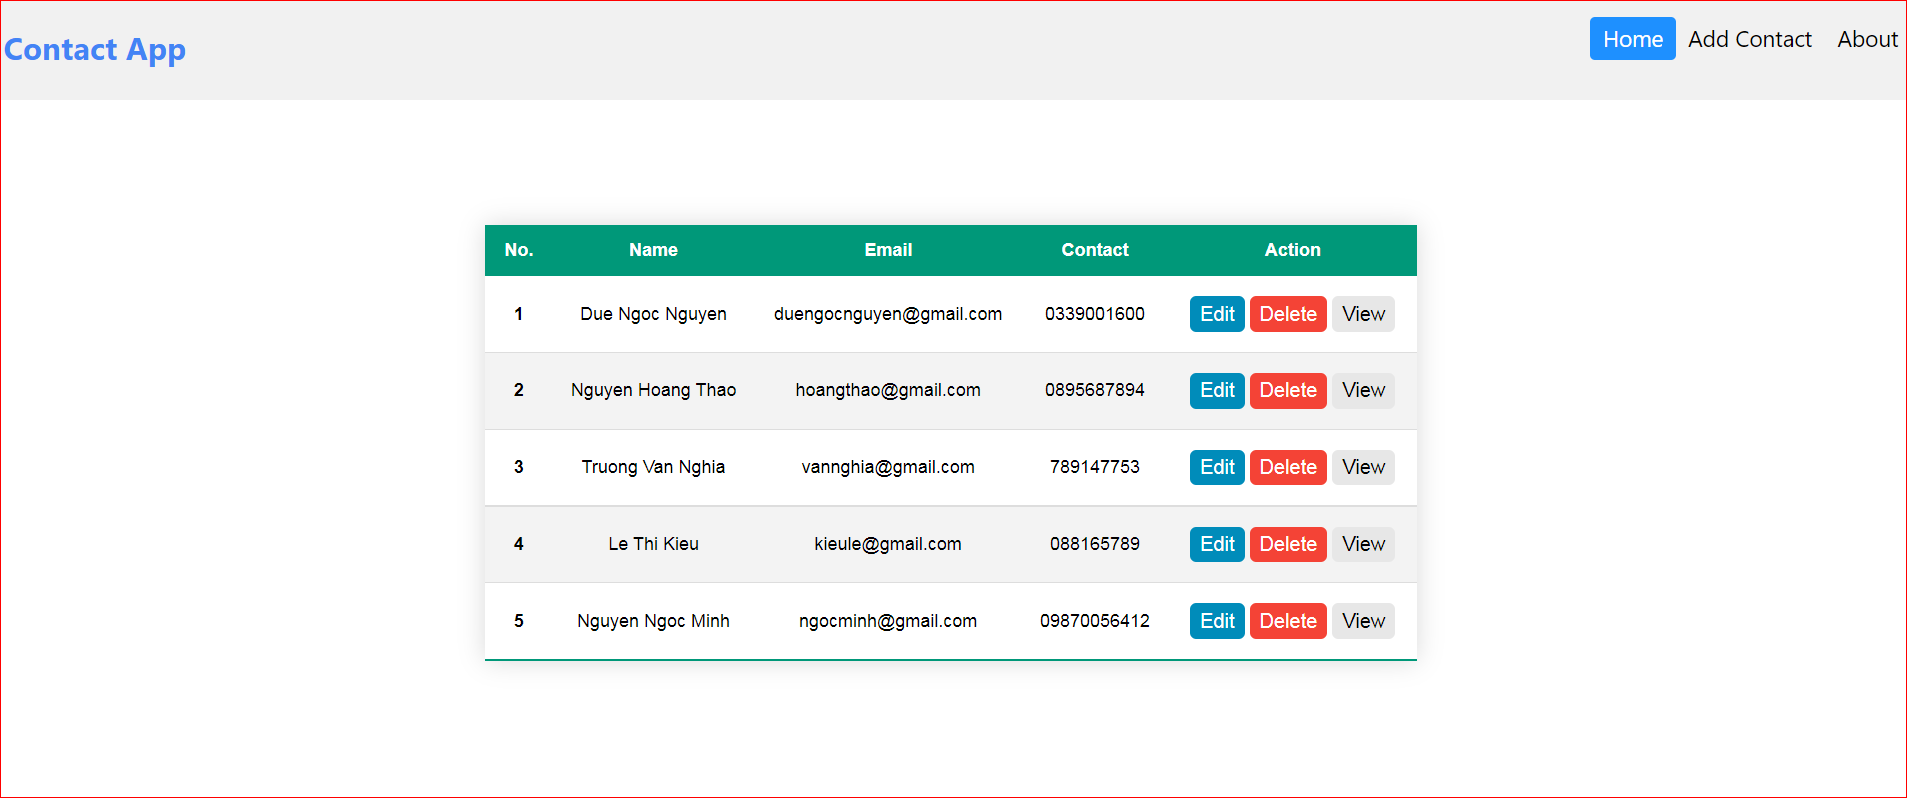 Contact App
Home Add Contact About
No. Name Email Contact Action
1 Due Ngoc Nguyen duengocnguyen@gmail.com 0339001600 Edit Delete View
2 Nguyen Hoang Thao hoangthao@gmail.com 0895687894 Edit Delete View
3 Truong Van Nghia vannghia@gmail.com 789147753 Edit Delete View
4 Le Thi Kieu kieule@gmail.com 088165789 Edit Delete View
5 Nguyen Ngoc Minh ngocminh@gmail.com 09870056412 Edit Delete View